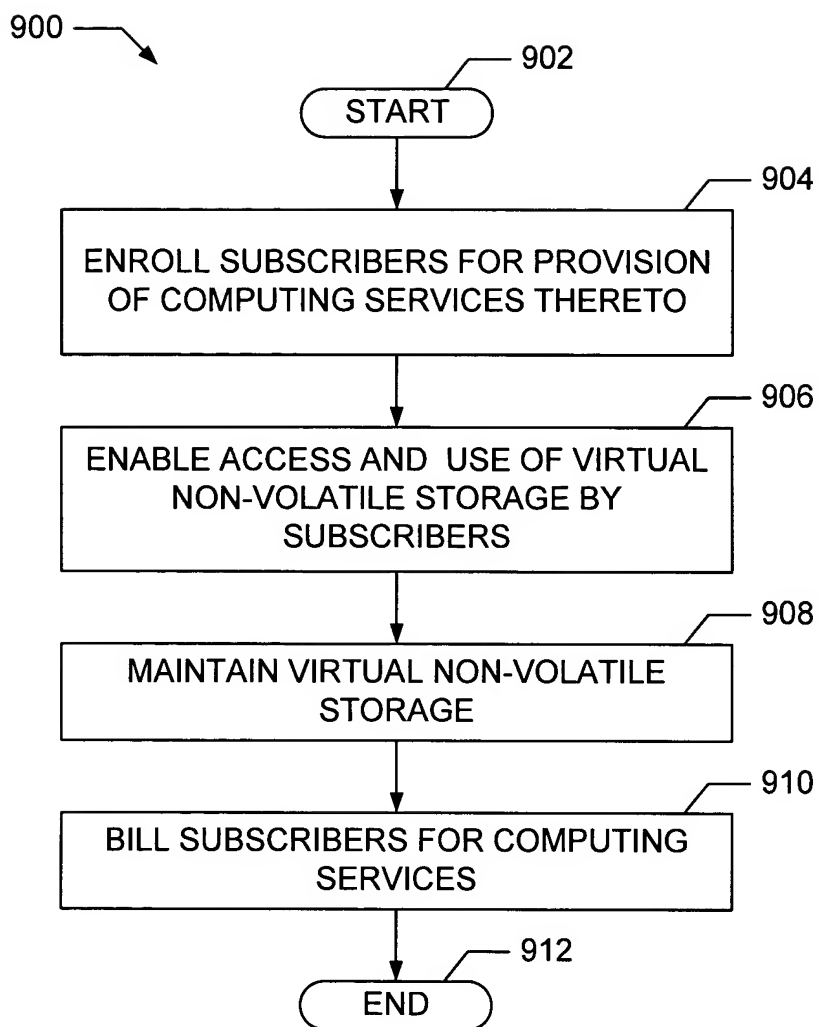 900
902
START
904
ENROLL SUBSCRIBERS FOR PROVISION
OF COMPUTING SERVICES THERETO
906
ENABLE ACCESS AND USE OF VIRTUAL
NON-VOLATILE STORAGE BY
SUBSCRIBERS
908
MAINTAIN VIRTUAL NON-VOLATILE
STORAGE
910
BILL SUBSCRIBERS FOR COMPUTING
SERVICES
912
END